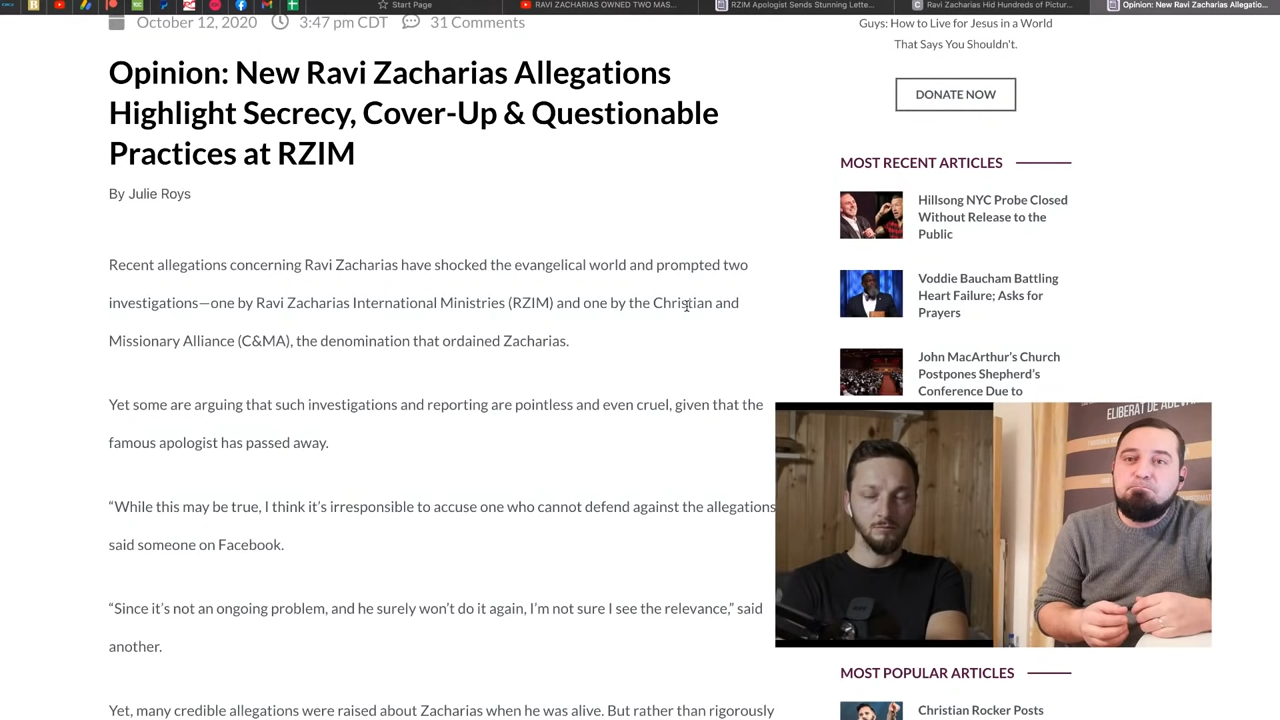 Start Page
RAVI ZACHARIAS OWNED TWO MAS...
RZIM Apologist Sends Stunning Lette...
Ravi Zacharias Hid Hundreds of Pictur...
Opinion: New Ravi Zacharias Allegatio...
October 12, 2020 3:47 pm CDT 31 Comments
Opinion: New Ravi Zacharias Allegations
Highlight Secrecy, Cover-Up & Questionable
Practices at RZIM
By Julie Roys
Recent allegations concerning Ravi Zacharias have shocked the evangelical world and prompted two
investigations—one by Ravi Zacharias International Ministries (RZIM) and one by the Christian and
Missionary Alliance (C&MA), the denomination that ordained Zacharias.
Yet some are arguing that such investigations and reporting are pointless and even cruel, given that the
famous apologist has passed away.
“While this may be true, I think it’s irresponsible to accuse one who cannot defend against the allegations
said someone on Facebook.
“Since it’s not an ongoing problem, and he surely won’t do it again, I’m not sure I see the relevance,” said
another.
Yet, many credible allegations were raised about Zacharias when he was alive. But rather than rigorously
Guys: How to Live for Jesus in a World
That Says You Shouldn't.
DONATE NOW
MOST RECENT ARTICLES
Hillsong NYC Probe Closed
Without Release to the
Public
Voddie Baucham Battling
Heart Failure; Asks for
Prayers
John MacArthur’s Church
Postpones Shepherd’s
Conference Due to
ELIBERAT DE
MOST POPULAR ARTICLES
Christian Rocker Posts